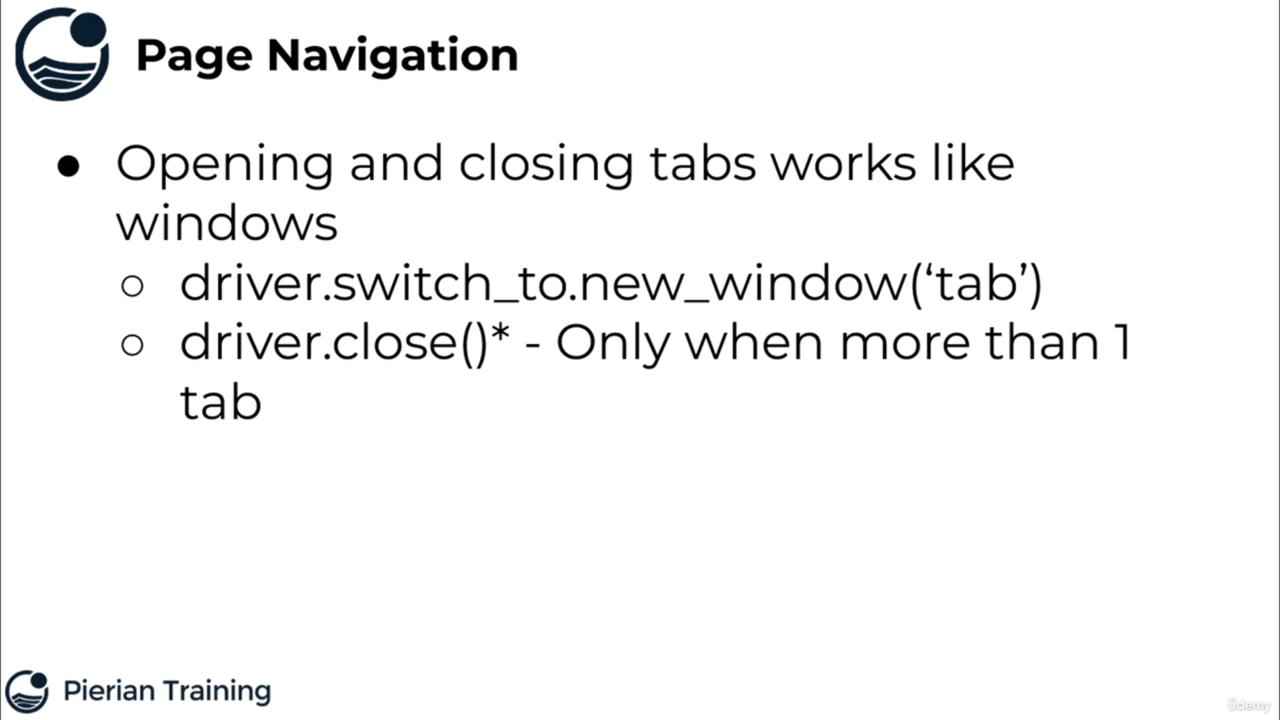 Page Navigation
● Opening and closing tabs works like
windows
○ driver.switch_to.new_window(‘tab’)
○ driver.close()* - Only when more than 1
tab
Pierian Training
ûdemy